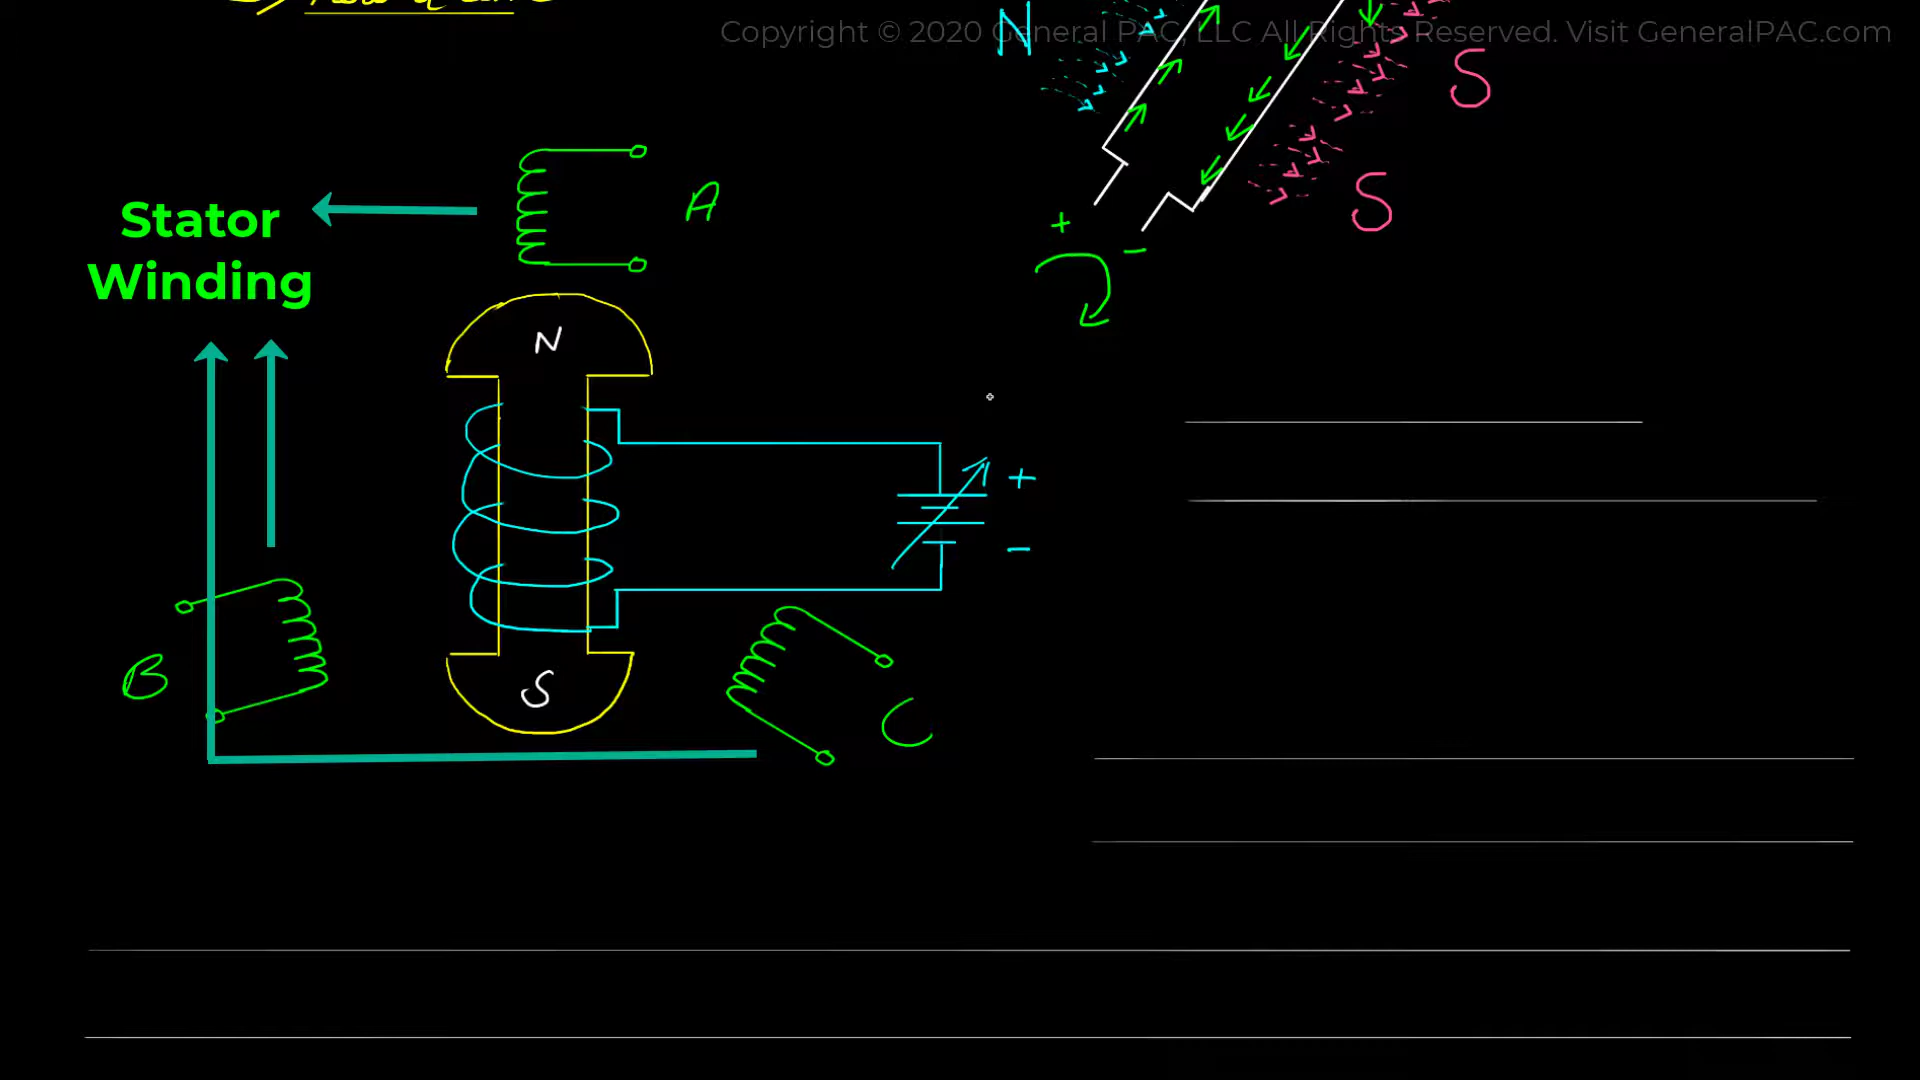 Copyright © 2020 General PAC, LLC All Rights Reserved. Visit GeneralPAC.com
N
S
S
+
-
A
Stator
Winding
N
+
-
B
S
C